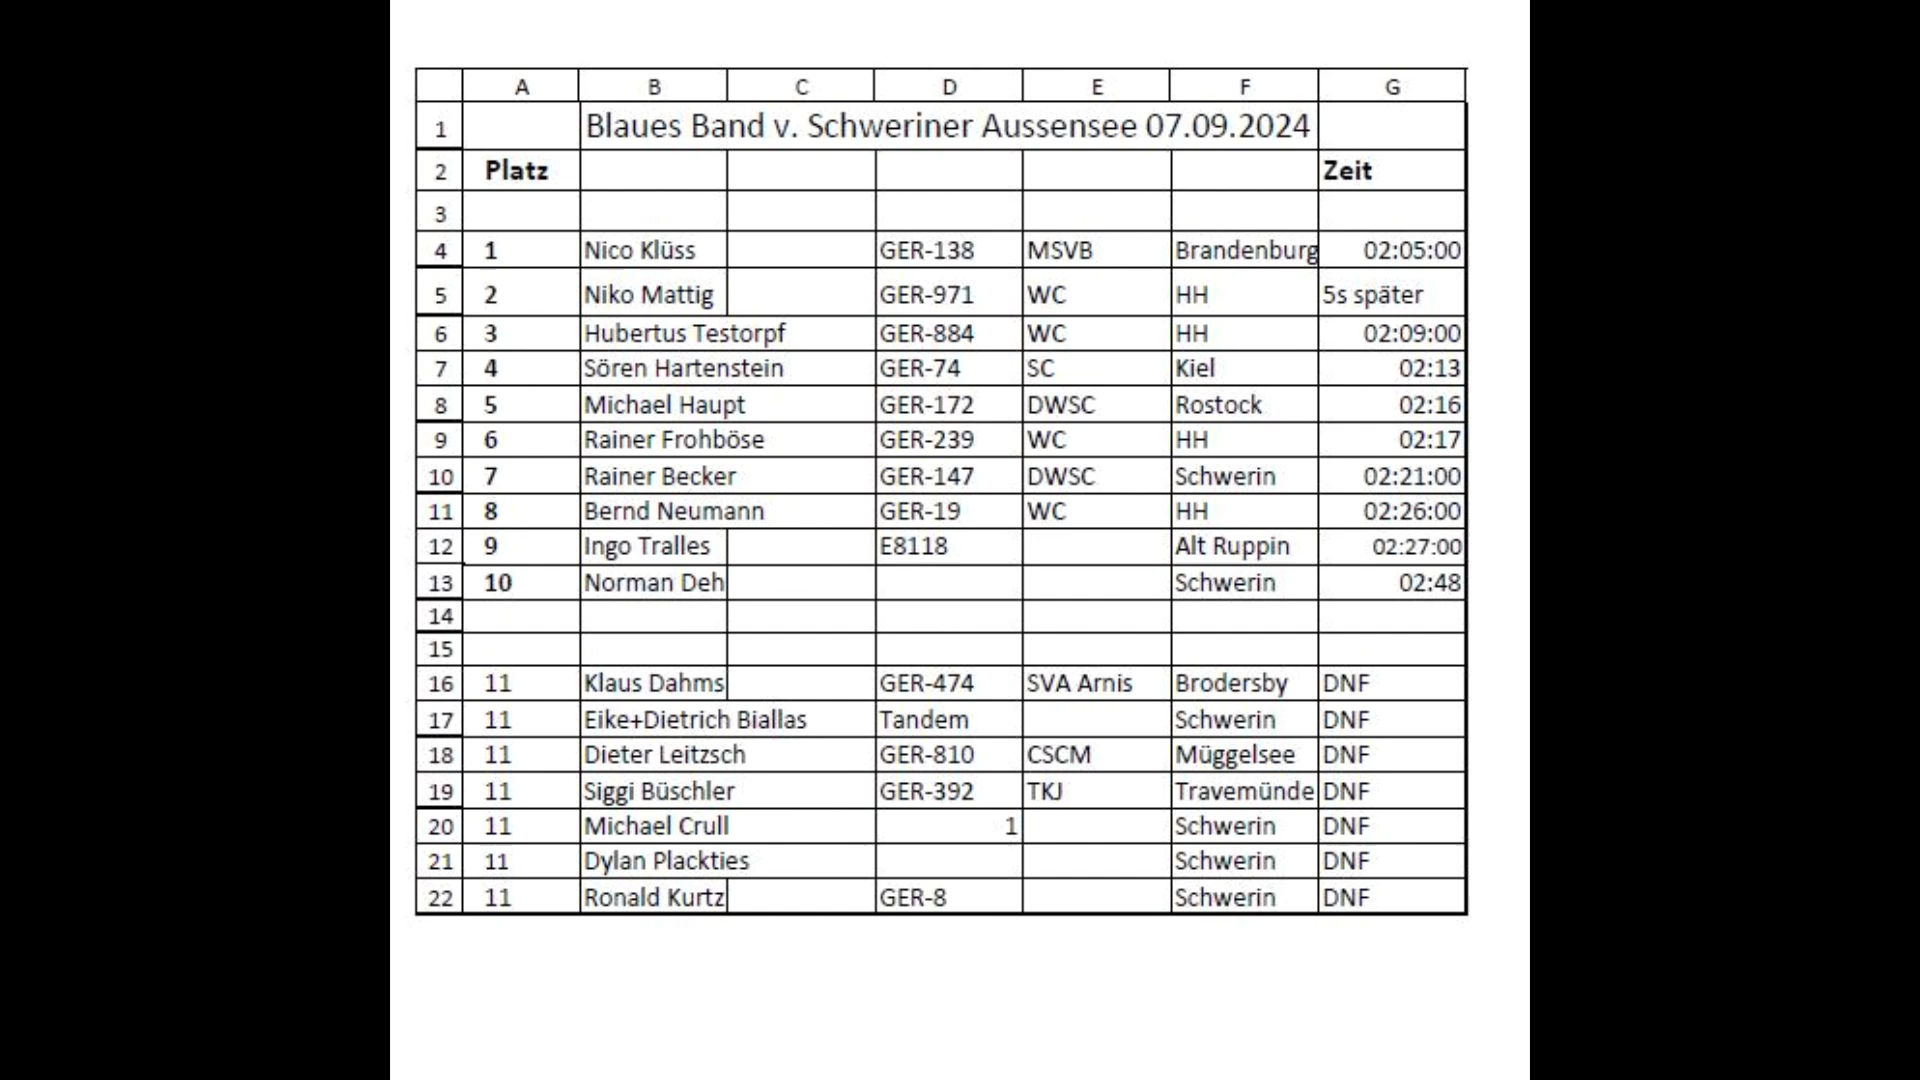 A B C D E F G
1 Blaues Band v. Schweriner Aussensee 07.09.2024
2 Platz Zeit
3
4 1 Nico Klüss GER-138 MSVB Brandenburg 02:05:00
5 2 Niko Mattig GER-971 WC HH 5s später
6 3 Hubertus Testorpf GER-884 WC HH 02:09:00
7 4 Sören Hartenstein GER-74 SC Kiel 02:13
8 5 Michael Haupt GER-172 DWSC Rostock 02:16
9 6 Rainer Frohböse GER-239 WC HH 02:17
10 7 Rainer Becker GER-147 DWSC Schwerin 02:21:00
11 8 Bernd Neumann GER-19 WC HH 02:26:00
12 9 Ingo Tralles E8118 Alt Ruppin 02:27:00
13 10 Norman Deh Schwerin 02:48
14
15
16 11 Klaus Dahms GER-474 SVA Arnis Brodersby DNF
17 11 Eike+Dietrich Biallas Tandem Schwerin DNF
18 11 Dieter Leitzsch GER-810 CSCM Müggelsee DNF
19 11 Siggi Büschler GER-392 TKJ Travemünde DNF
20 11 Michael Crull 1 Schwerin DNF
21 11 Dylan Plackties Schwerin DNF
22 11 Ronald Kurtz GER-8 Schwerin DNF